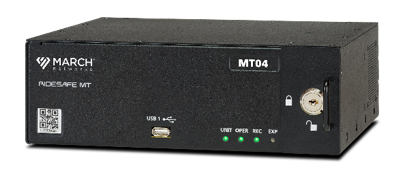 MARCH
NETWORKS
MT04
RIDESAFE MT
USB 1
UNIT OPER REC EXP